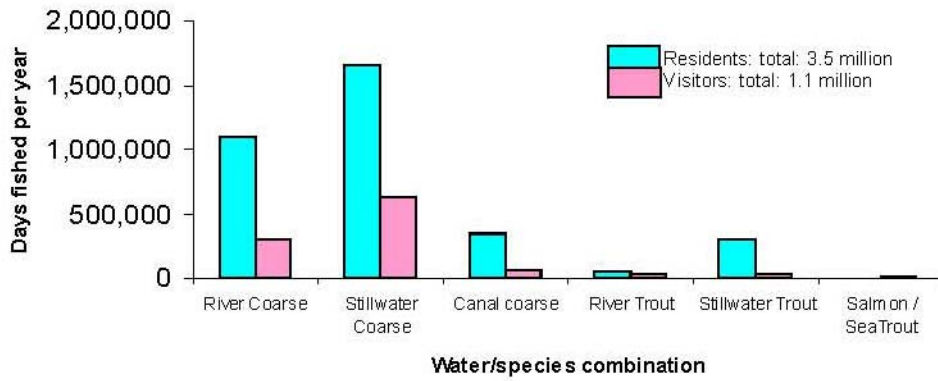 2,000,000
1,500,000
1,000,000
500,000
0
Days fished per year
Residents: total: 3.5 million
Visitors: total: 1.1 million
River Coarse
Stillwater
Coarse
Canal coarse
River Trout
Stillwater Trout
Salmon /
SeaTrout
Water/species combination